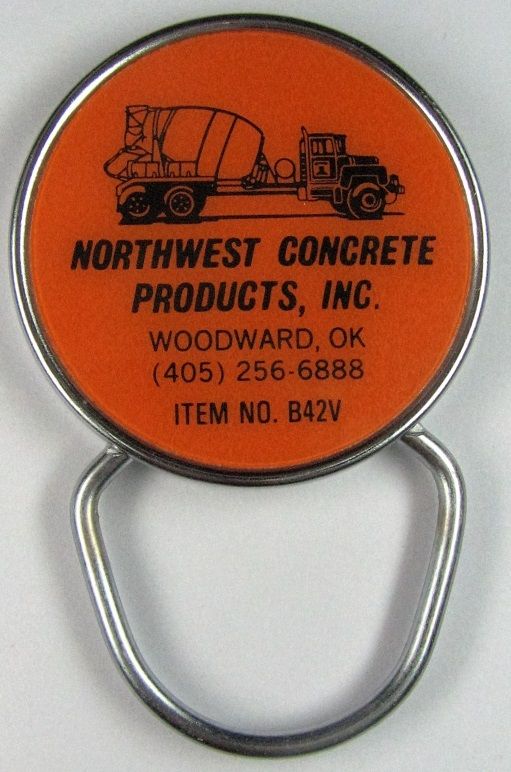 NORTHWEST CONCRETE
PRODUCTS, INC.
WOODWARD, OK
(405) 256-6888
ITEM NO. B42V